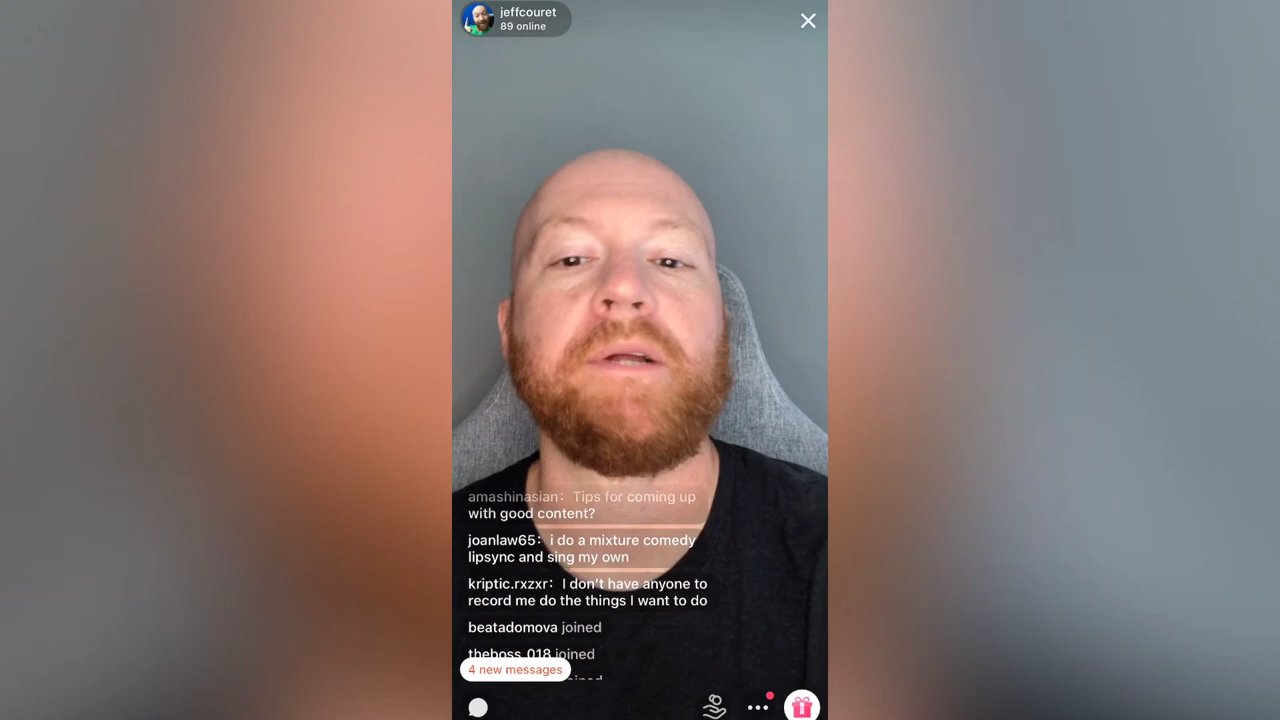 jeffcouret
89 online
amashinasian: Tips for coming up
with good content?
joanlaw65: i do a mixture comedy
lipsync and sing my own
kriptic.rxzxr: I don't have anyone to
record me do the things I want to do
beatadomova joined
theboss_018 joined
joined
4 new messages